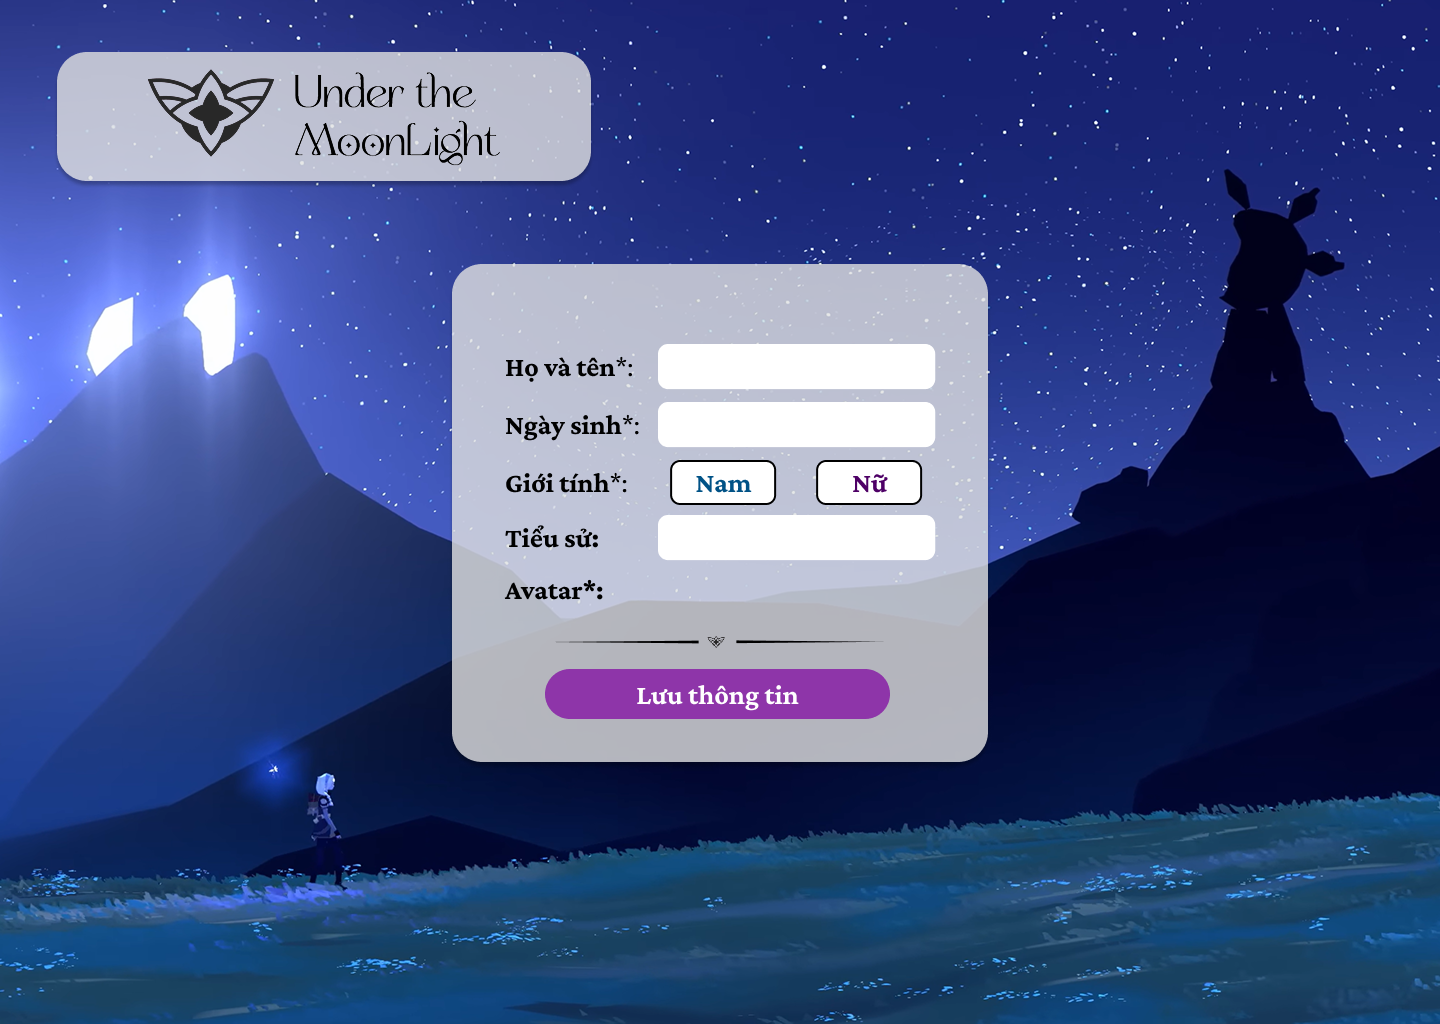 Under the
MoonLight
Họ và tên*:
Ngày sinh*:
Giới tính*: Nam Nữ
Tiểu sử:
Avatar*:
Lưu thông tin